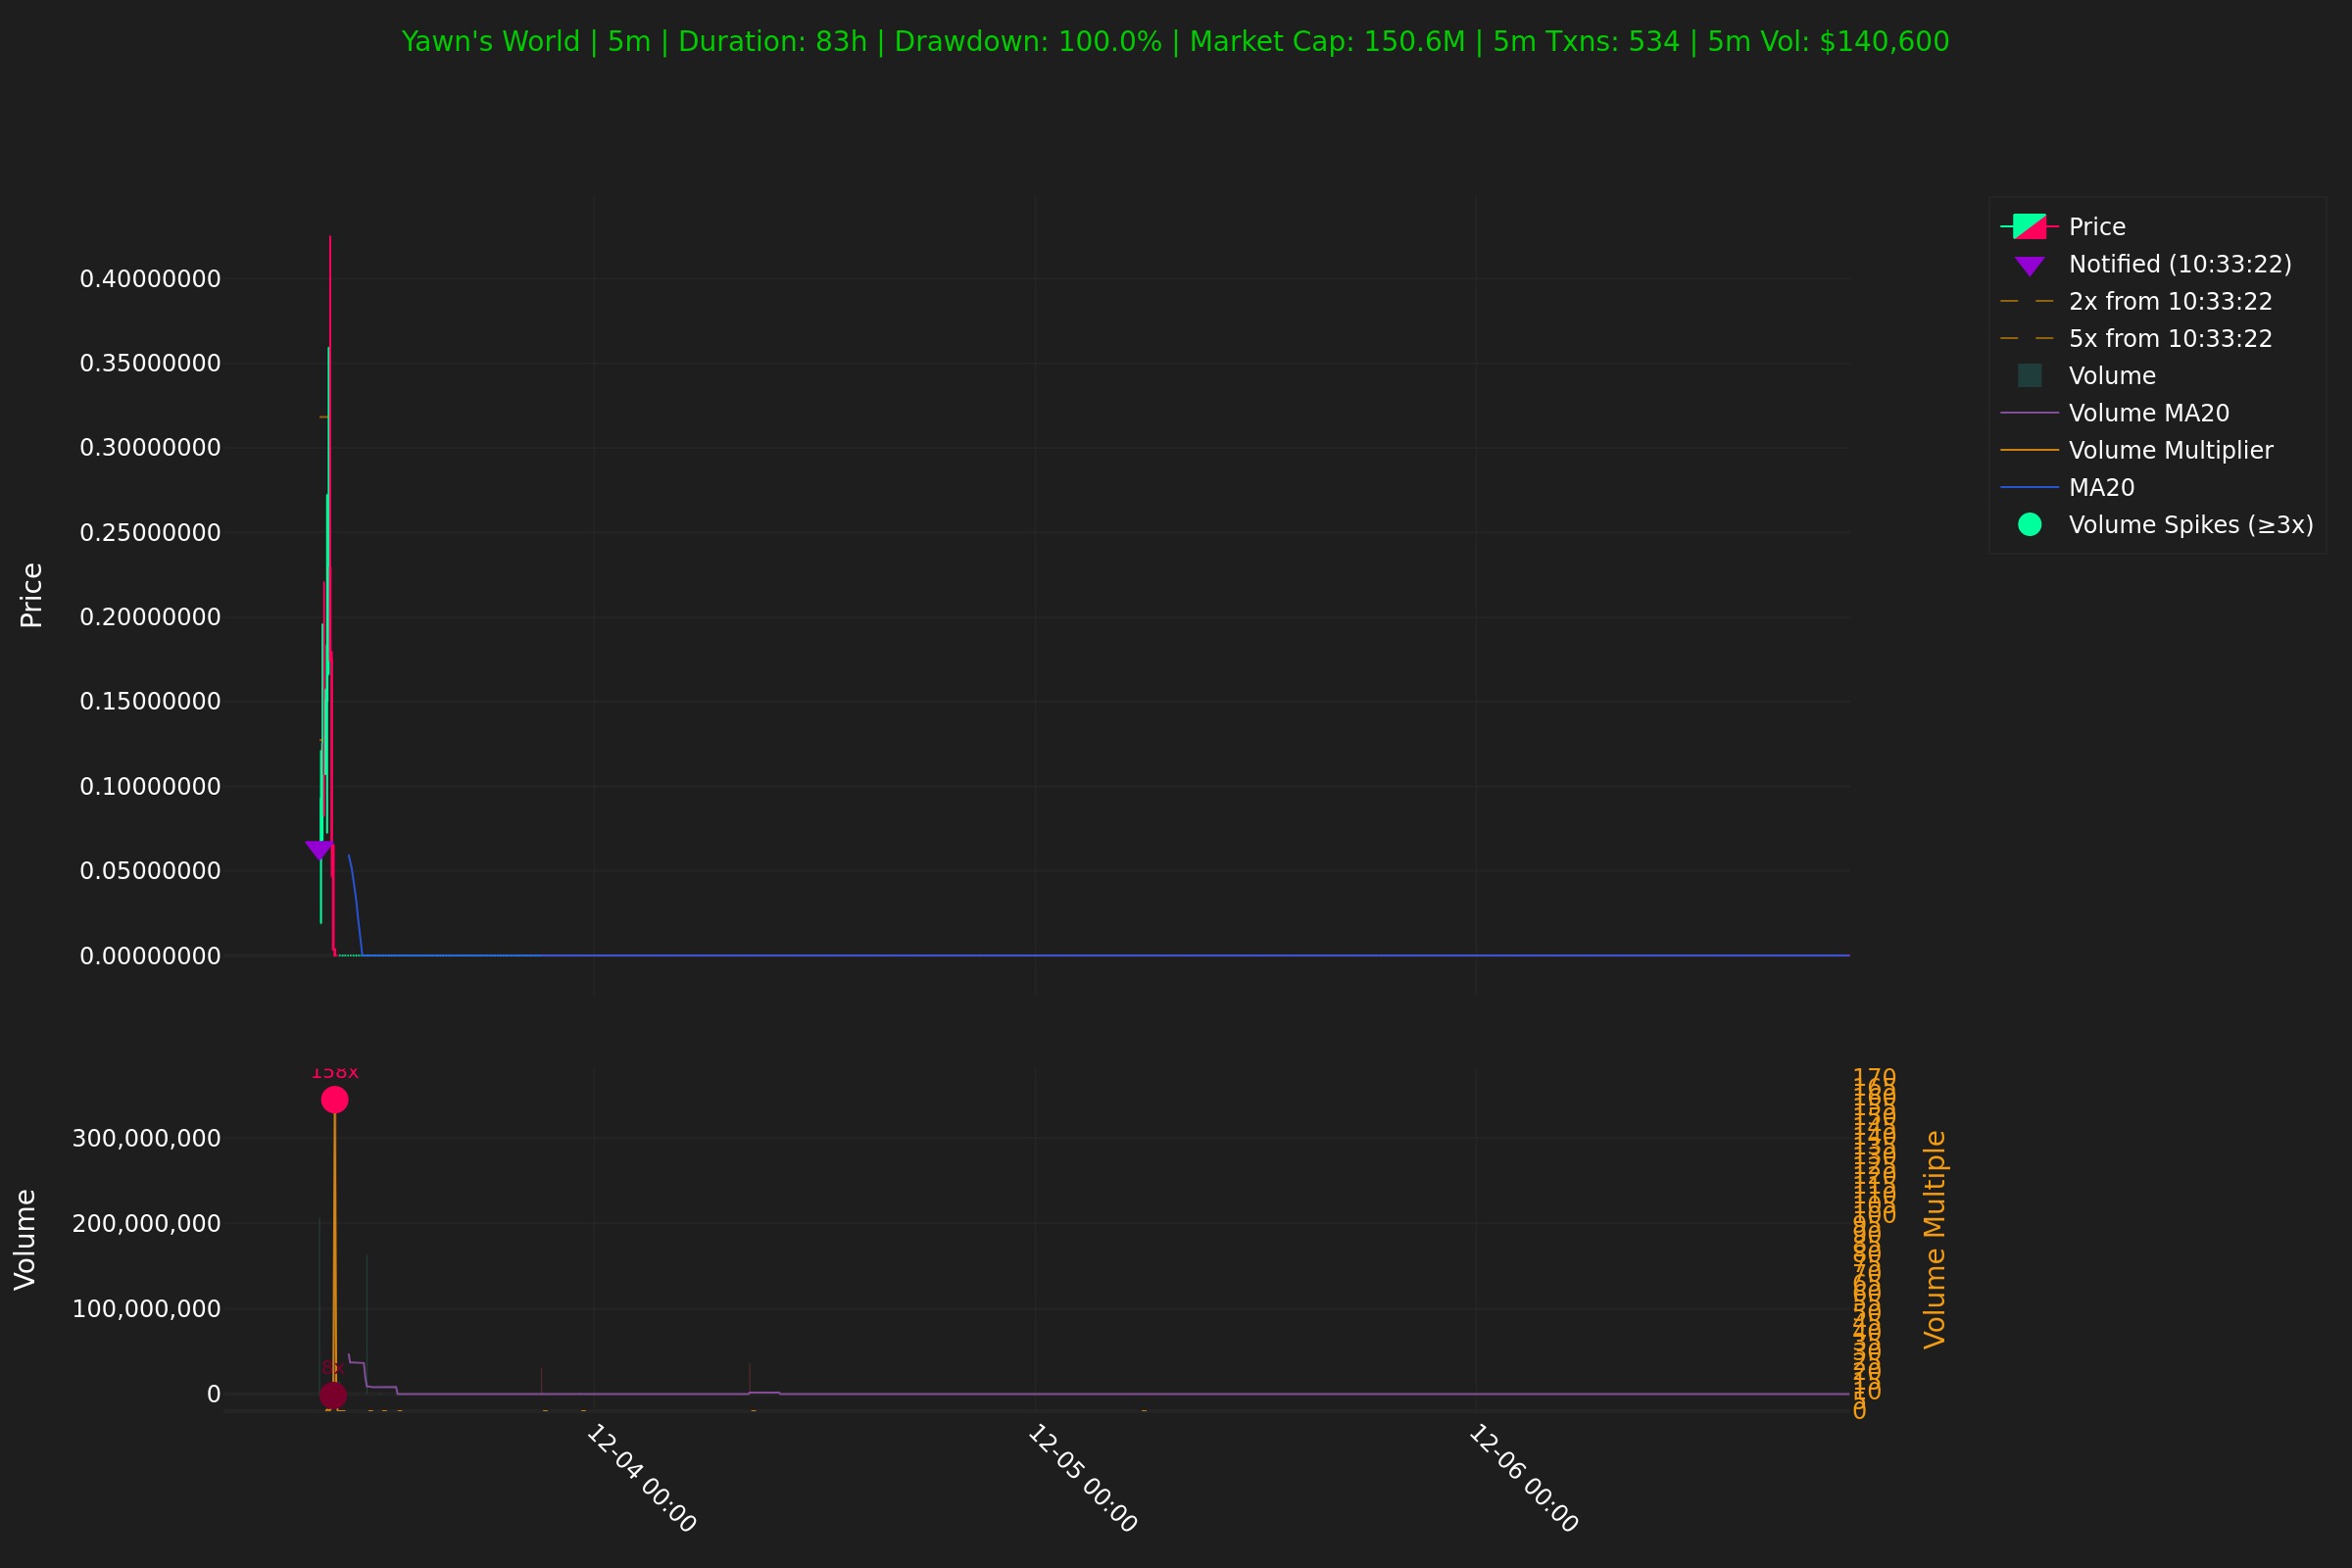 Yawn's World | 5m | Duration: 83h | Drawdown: 100.0% | Market Cap: 150.6M | 5m Txns: 534 | 5m Vol: $140,600
Price
0.40000000
0.35000000
0.30000000
0.25000000
0.20000000
0.15000000
0.10000000
0.05000000
0.00000000
Price
Notified (10:33:22)
2x from 10:33:22
5x from 10:33:22
Volume
Volume MA20
Volume Multiplier
MA20
Volume Spikes (≥3x)
158x
8x
Volume
300,000,000
200,000,000
100,000,000
0
170
100
10
0
Volume Multiple
12-04 00:00
12-05 00:00
12-06 00:00